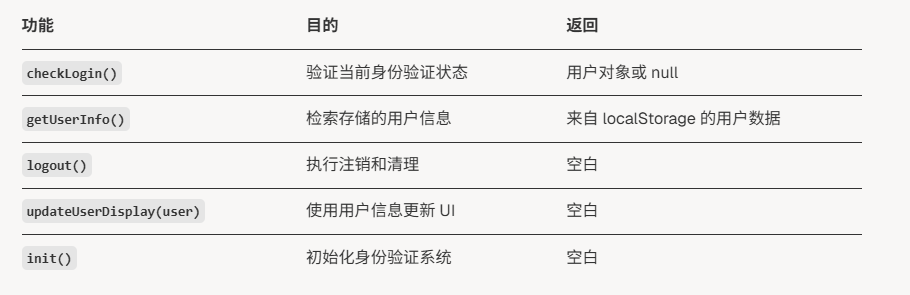 功能 目的 返回
checkLogin() 验证当前身份验证状态 用户对象或 null
getUserInfo() 检索存储的用户信息 来自 localStorage 的用户数据
logout() 执行注销和清理 空白
updateUserDisplay(user) 使用用户信息更新 UI 空白
init() 初始化身份验证系统 空白